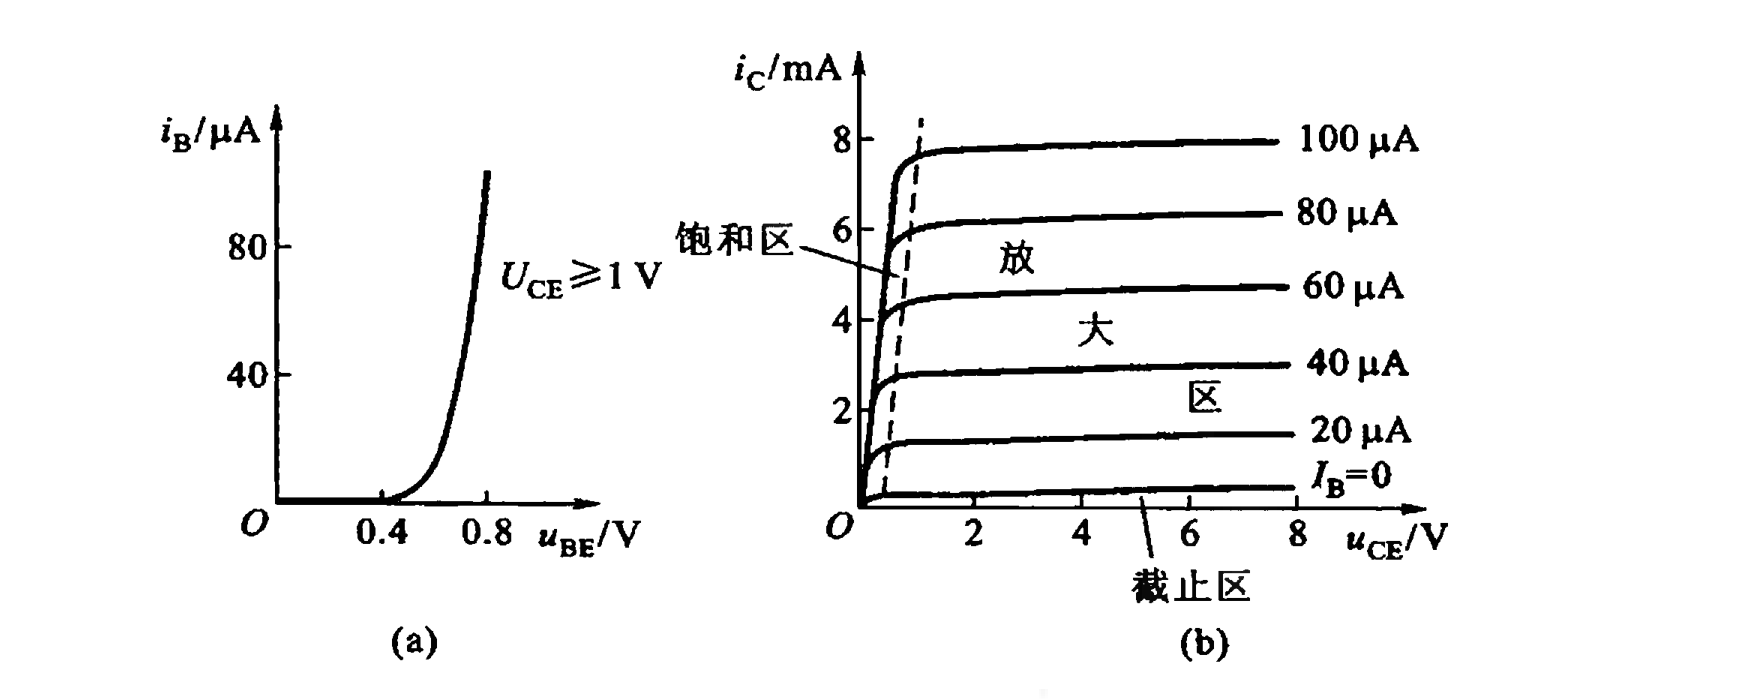 i_B/μA
80
40
O
0.4
0.8
u_BE/V
U_CE≥1 V
(a)
i_C/mA
8
6
4
2
O
2
4
6
8
u_CE/V
100 μA
80 μA
60 μA
40 μA
20 μA
I_B=0
饱和区
放
大
区
截止区
(b)